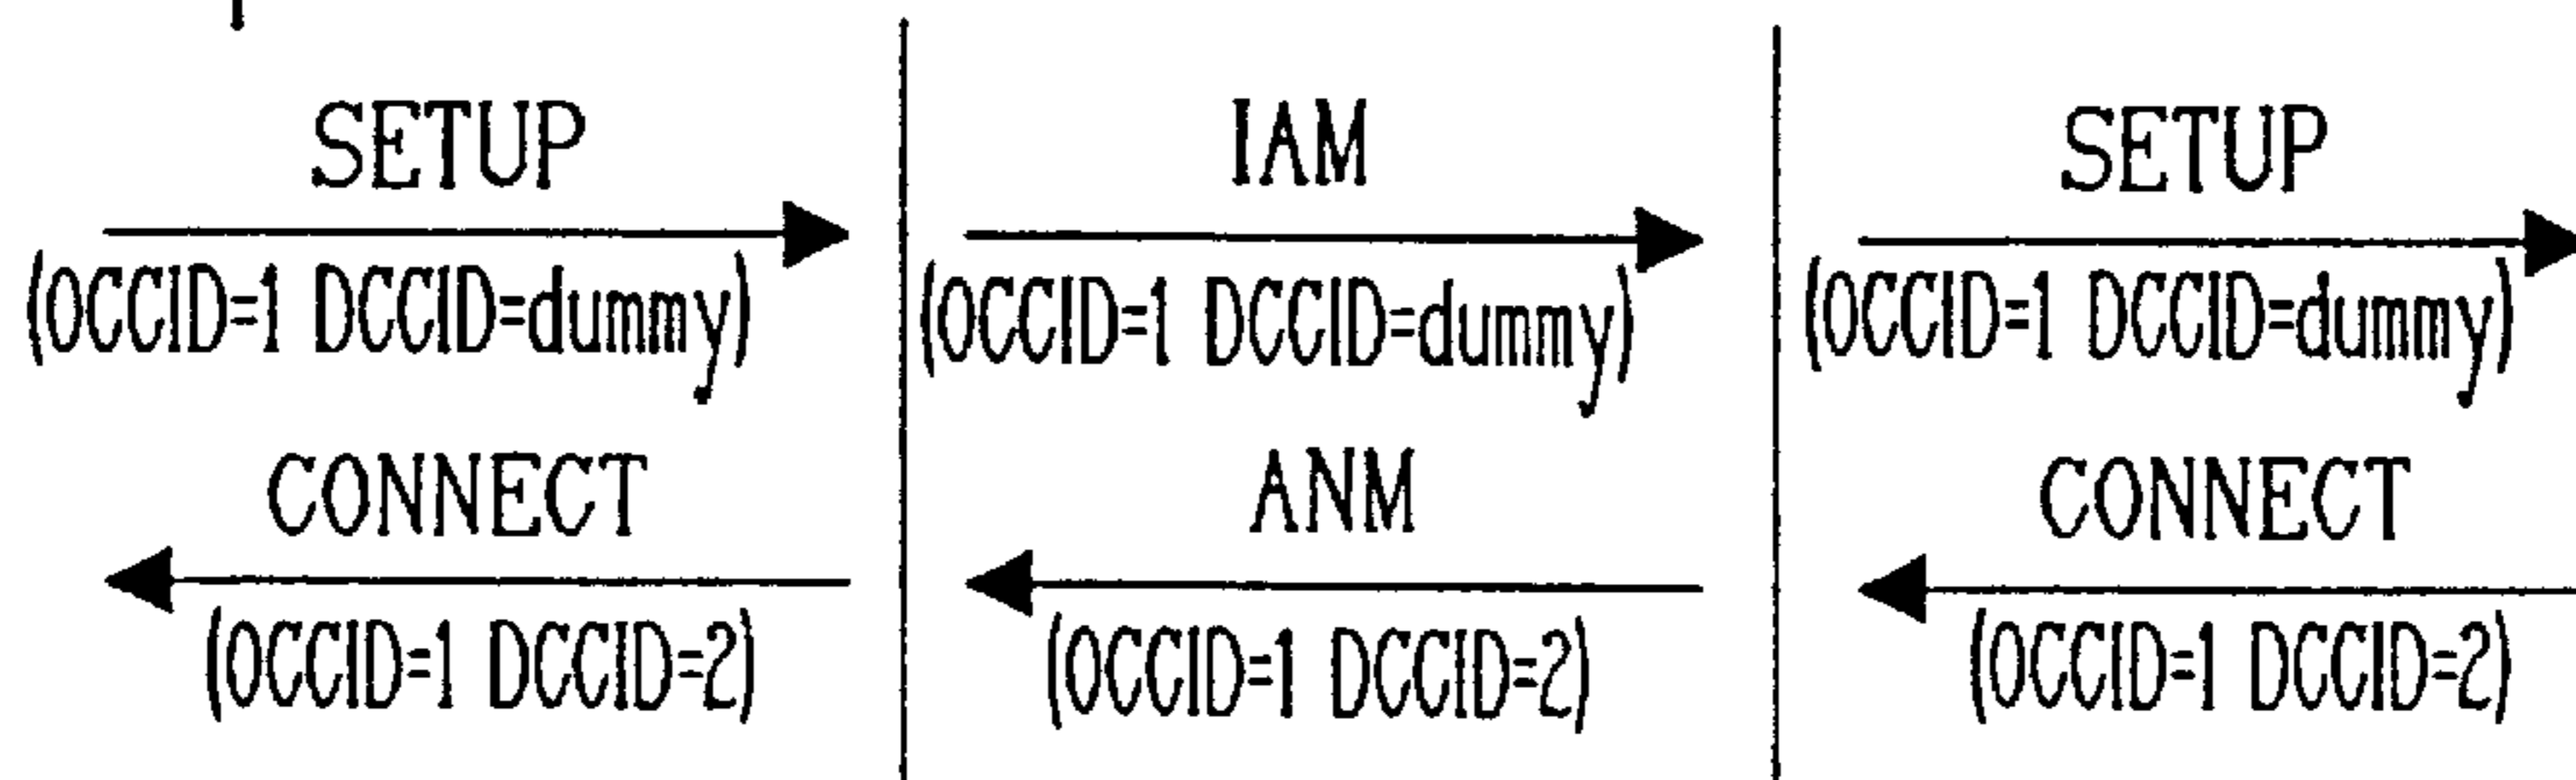 SETUP IAM SETUP
(OCCID=1 DCCID=dummy) (OCCID=1 DCCID=dummy) (OCCID=1 DCCID=dummy)
CONNECT ANM CONNECT
(OCCID=1 DCCID=2) (OCCID=1 DCCID=2) (OCCID=1 DCCID=2)